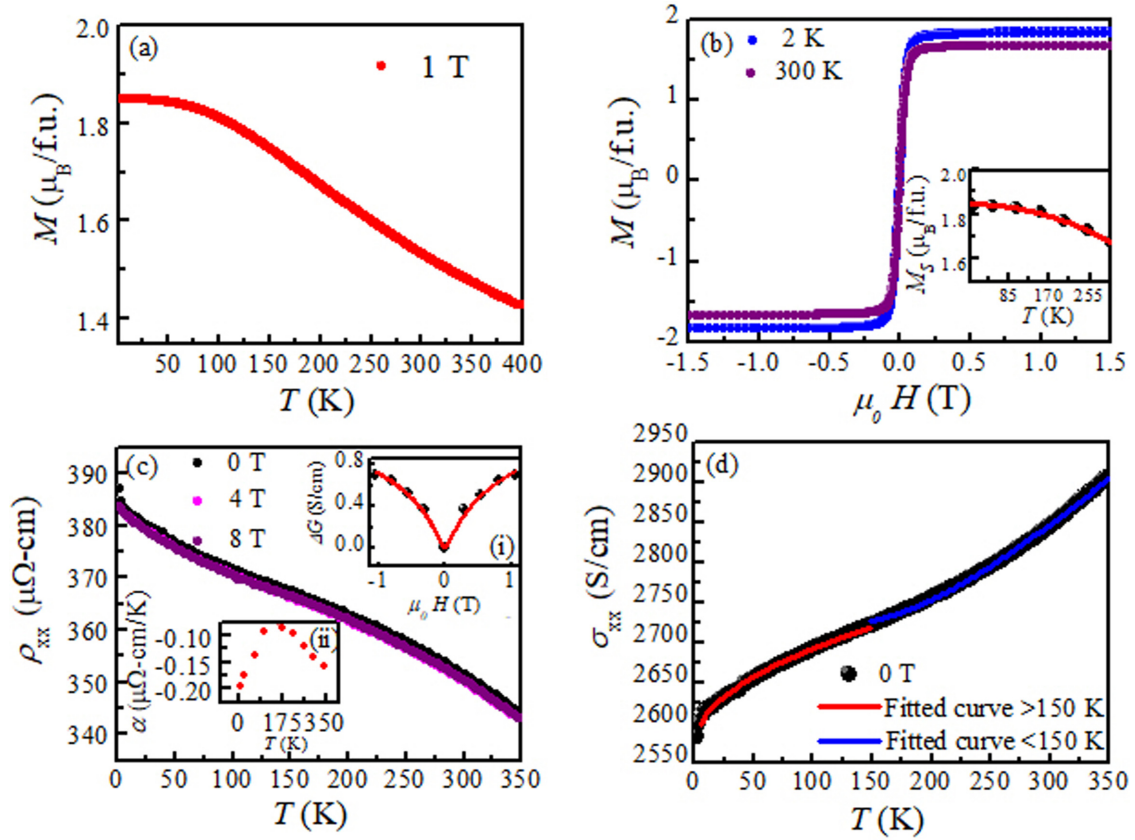 (a)
1 T
2.0
1.8
1.6
1.4
M (μB/f.u.)
50 100 150 200 250 300 350 400
T (K)
(b)
2 K
300 K
2
1
0
-1
-2
M (μB/f.u.)
-1.5 -1.0 -0.5 0.0 0.5 1.0 1.5
μ0 H (T)
2.0
1.8
1.6
MS (μB/f.u.)
85 170 255
T (K)
(c)
0 T
4 T
8 T
390
380
370
360
350
340
ρxx (μΩ-cm)
0 50 100 150 200 250 300 350
T (K)
0.8
0.4
0.0
ΔG (S/cm)
(i)
-1 0 1
μ0 H (T)
(ii)
-0.10
-0.15
-0.20
α (μΩ-cm/K)
0 175 350
T (K)
(d)
2950
2900
2850
2800
2750
2700
2650
2600
2550
σxx (S/cm)
0 T
Fitted curve >150 K
Fitted curve <150 K
0 50 100 150 200 250 300 350
T (K)